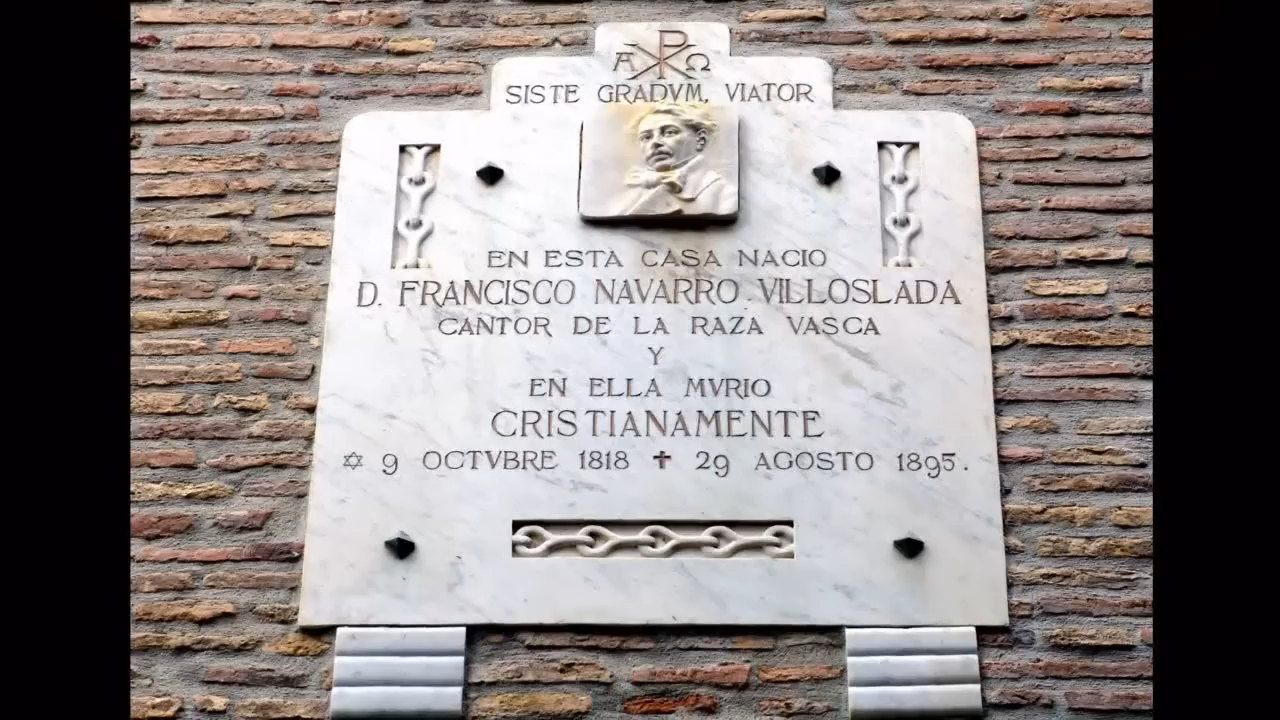 Α Ω
SISTE GRADVM, VIATOR
EN ESTA CASA NACIO
D. FRANCISCO NAVARRO VILLOSLADA
CANTOR DE LA RAZA VASCA
Y
EN ELLA MVRIO
CRISTIANAMENTE
✡ 9 OCTVBRE 1818 ✝ 29 AGOSTO 1895.